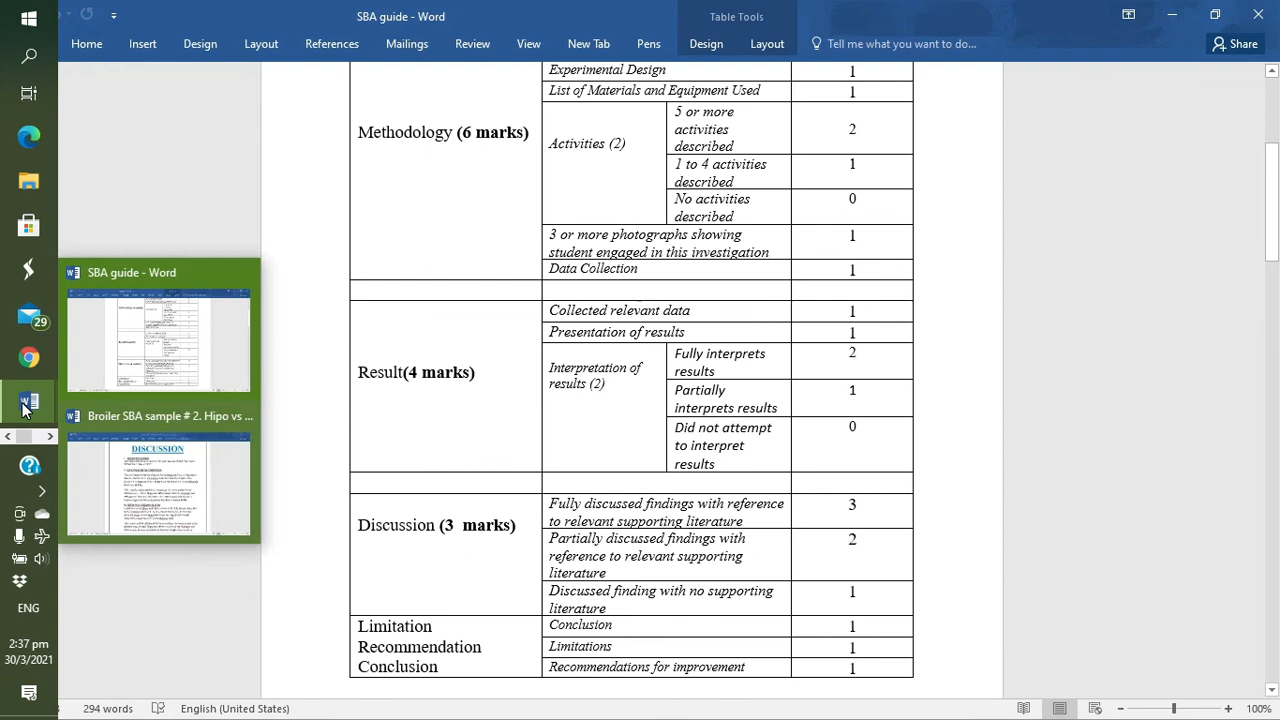 SBA guide - Word
Table Tools
Home Insert Design Layout References Mailings Review View New Tab Pens Design Layout Tell me what you want to do... Share
Experimental Design 1
List of Materials and Equipment Used 1
Methodology (6 marks)
Activities (2)
5 or more
activities
described
2
1 to 4 activities
described
1
No activities
described
0
3 or more photographs showing
student engaged in this investigation
1
Data Collection 1
Result(4 marks)
Collected relevant data 1
Presentation of results 1
Interpretation of
results (2)
Fully interprets
results
2
Partially
interprets results
1
Did not attempt
to interpret
results
0
Discussion (3 marks)
Fully discussed findings with reference
to relevant supporting literature
3
Partially discussed findings with
reference to relevant supporting
literature
2
Discussed finding with no supporting
literature
1
Limitation
Recommendation
Conclusion
Conclusion 1
Limitations 1
Recommendations for improvement 1
SBA guide - Word
Broiler SBA sample # 2. Hipo vs ...
DISCUSSION
29
ENG
2:37 pm
30/3/2021
294 words English (United States) 100%